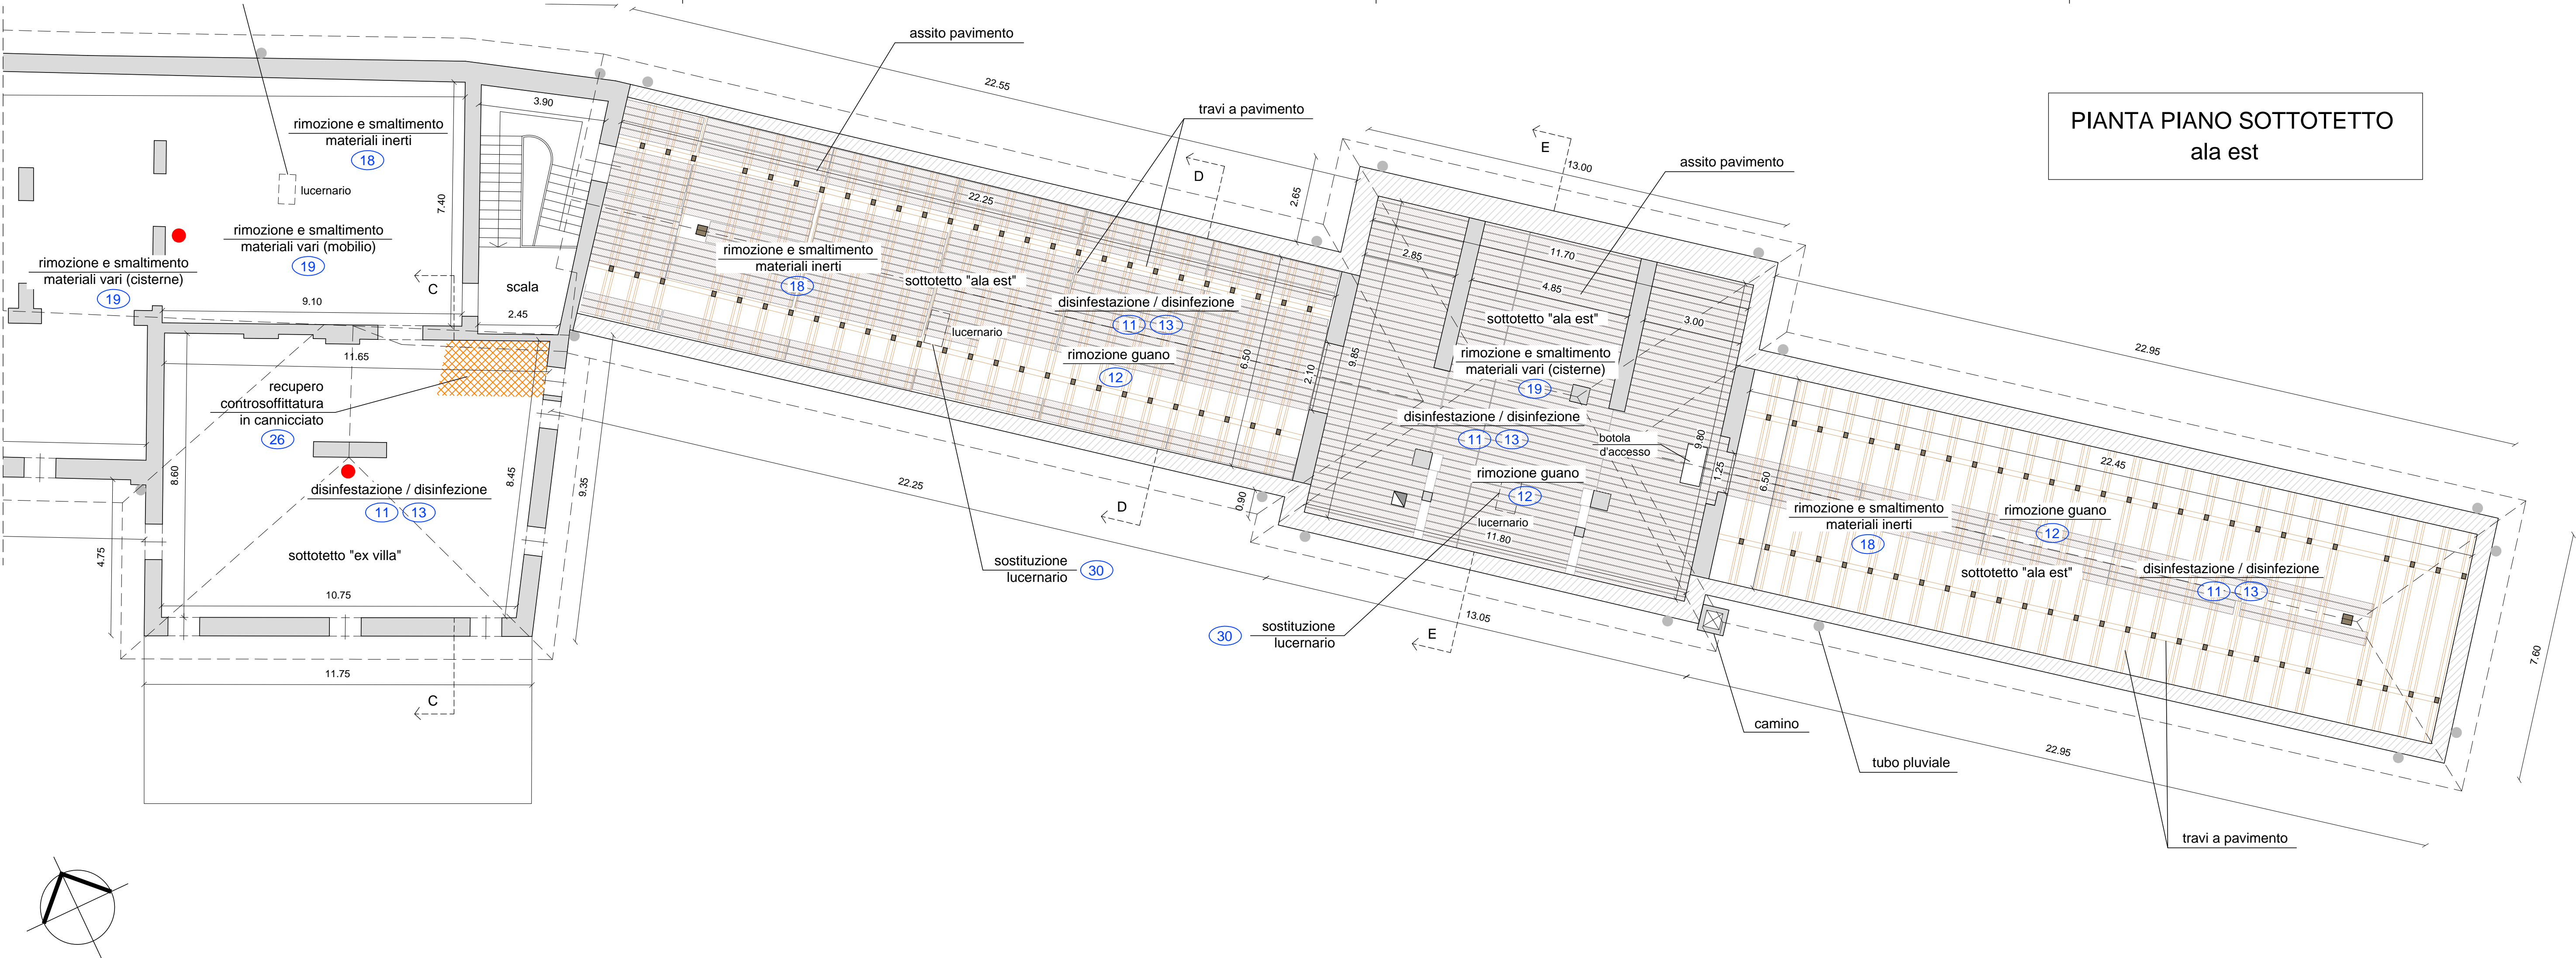 PIANTA PIANO SOTTOTETTO
ala est
assito pavimento
22.55
travi a pavimento
3.90
rimozione e smaltimento
materiali inerti
18
lucernario
7.40
rimozione e smaltimento
materiali vari (mobilio)
19
rimozione e smaltimento
materiali vari (cisterne)
19
9.10
C
scala
2.45
11.65
recupero
controsoffittatura
in cannicciato
26
8.60
8.45
9.35
disinfestazione / disinfezione
11
13
sottotetto "ex villa"
4.75
10.75
11.75
C
22.25
rimozione e smaltimento
materiali inerti
18
sottotetto "ala est"
lucernario
disinfestazione / disinfezione
11
13
rimozione guano
12
6.50
2.10
D
2.65
22.25
D
0.90
sostituzione
lucernario
30
E
13.00
assito pavimento
2.85
11.70
4.85
3.00
sottotetto "ala est"
9.85
rimozione e smaltimento
materiali vari (cisterne)
19
disinfestazione / disinfezione
11
13
botola
d'accesso
9.80
1.25
rimozione guano
12
lucernario
11.80
13.05
E
30
sostituzione
lucernario
22.95
22.45
6.50
rimozione e smaltimento
materiali inerti
18
rimozione guano
12
sottotetto "ala est"
disinfestazione / disinfezione
11
13
7.60
22.95
camino
tubo pluviale
travi a pavimento